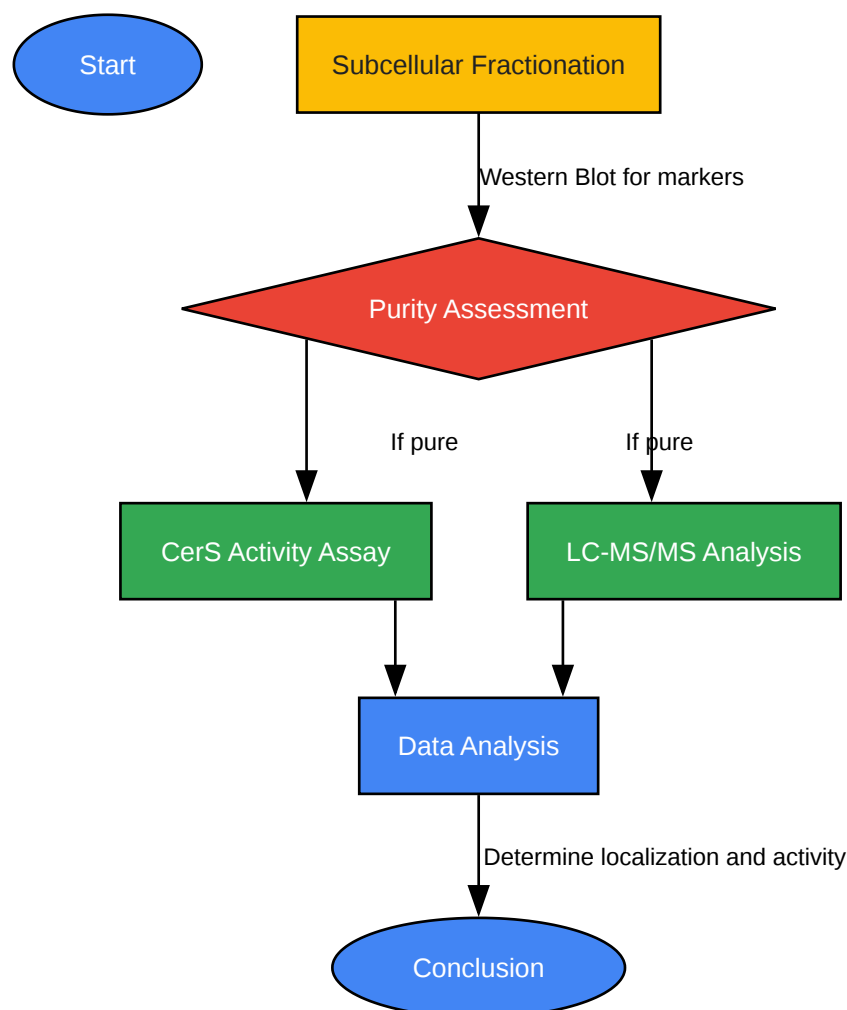 Start
Subcellular Fractionation
Western Blot for markers
Purity Assessment
If pure
If pure
CerS Activity Assay
LC-MS/MS Analysis
Data Analysis
Determine localization and activity
Conclusion